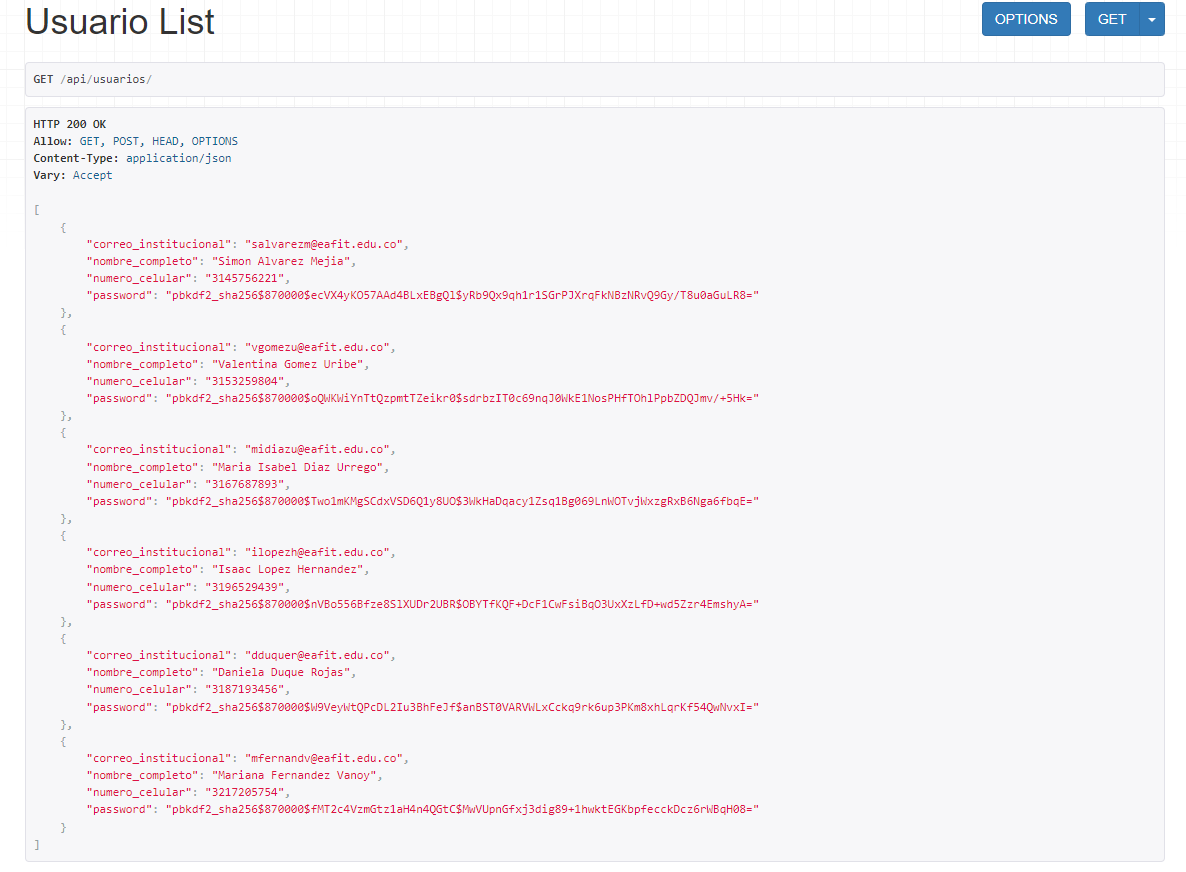 Usuario List
OPTIONS
GET
GET /api/usuarios/
HTTP 200 OK
Allow: GET, POST, HEAD, OPTIONS
Content-Type: application/json
Vary: Accept
[
{
"correo_institucional": "salvarezm@eafit.edu.co",
"nombre_completo": "Simon Alvarez Mejia",
"numero_celular": "3145756221",
"password": "pbkdf2_sha256$870000$ecVX4yKO57AAd4BLxEBgQl$yRb9Qx9qh1r1SGrPJXrqFkNBzNRvQ9Gy/T8u0aGuLR8="
},
{
"correo_institucional": "vgomezu@eafit.edu.co",
"nombre_completo": "Valentina Gomez Uribe",
"numero_celular": "3153259804",
"password": "pbkdf2_sha256$870000$oQWKWiYnTtQzpmtTZeikr0$sdrbzIT0c69nqJ0WkE1NosPHfTOhlPpbZDQJmv/+5Hk="
},
{
"correo_institucional": "midiazu@eafit.edu.co",
"nombre_completo": "Maria Isabel Diaz Urrego",
"numero_celular": "3167687893",
"password": "pbkdf2_sha256$870000$Two1mKMgSCdxVSD6Q1y8UO$3WkHaDqacy1Zsq1Bg069LnWOTvjWxzgRxB6Nga6fbqE="
},
{
"correo_institucional": "ilopezh@eafit.edu.co",
"nombre_completo": "Isaac Lopez Hernandez",
"numero_celular": "3196529439",
"password": "pbkdf2_sha256$870000$nVBo556Bfze8SlXUDr2UBR$OBYTfKQF+DcF1CwFsiBqO3UxXzLfD+wd5Zzr4EmshyA="
},
{
"correo_institucional": "dduquer@eafit.edu.co",
"nombre_completo": "Daniela Duque Rojas",
"numero_celular": "3187193456",
"password": "pbkdf2_sha256$870000$W9VeyWtQPcDL2Iu3BhFeJf$anBST0VARVWLxCckq9rk6up3PKm8xhLqrKf54QwNvxI="
},
{
"correo_institucional": "mfernandv@eafit.edu.co",
"nombre_completo": "Mariana Fernandez Vanoy",
"numero_celular": "3217205754",
"password": "pbkdf2_sha256$870000$fMT2c4VzmGtz1aH4n4QGtC$MwVUpnGfxj3dig89+1hwktEGKbpfecckDcz6rWBqH08="
}
]